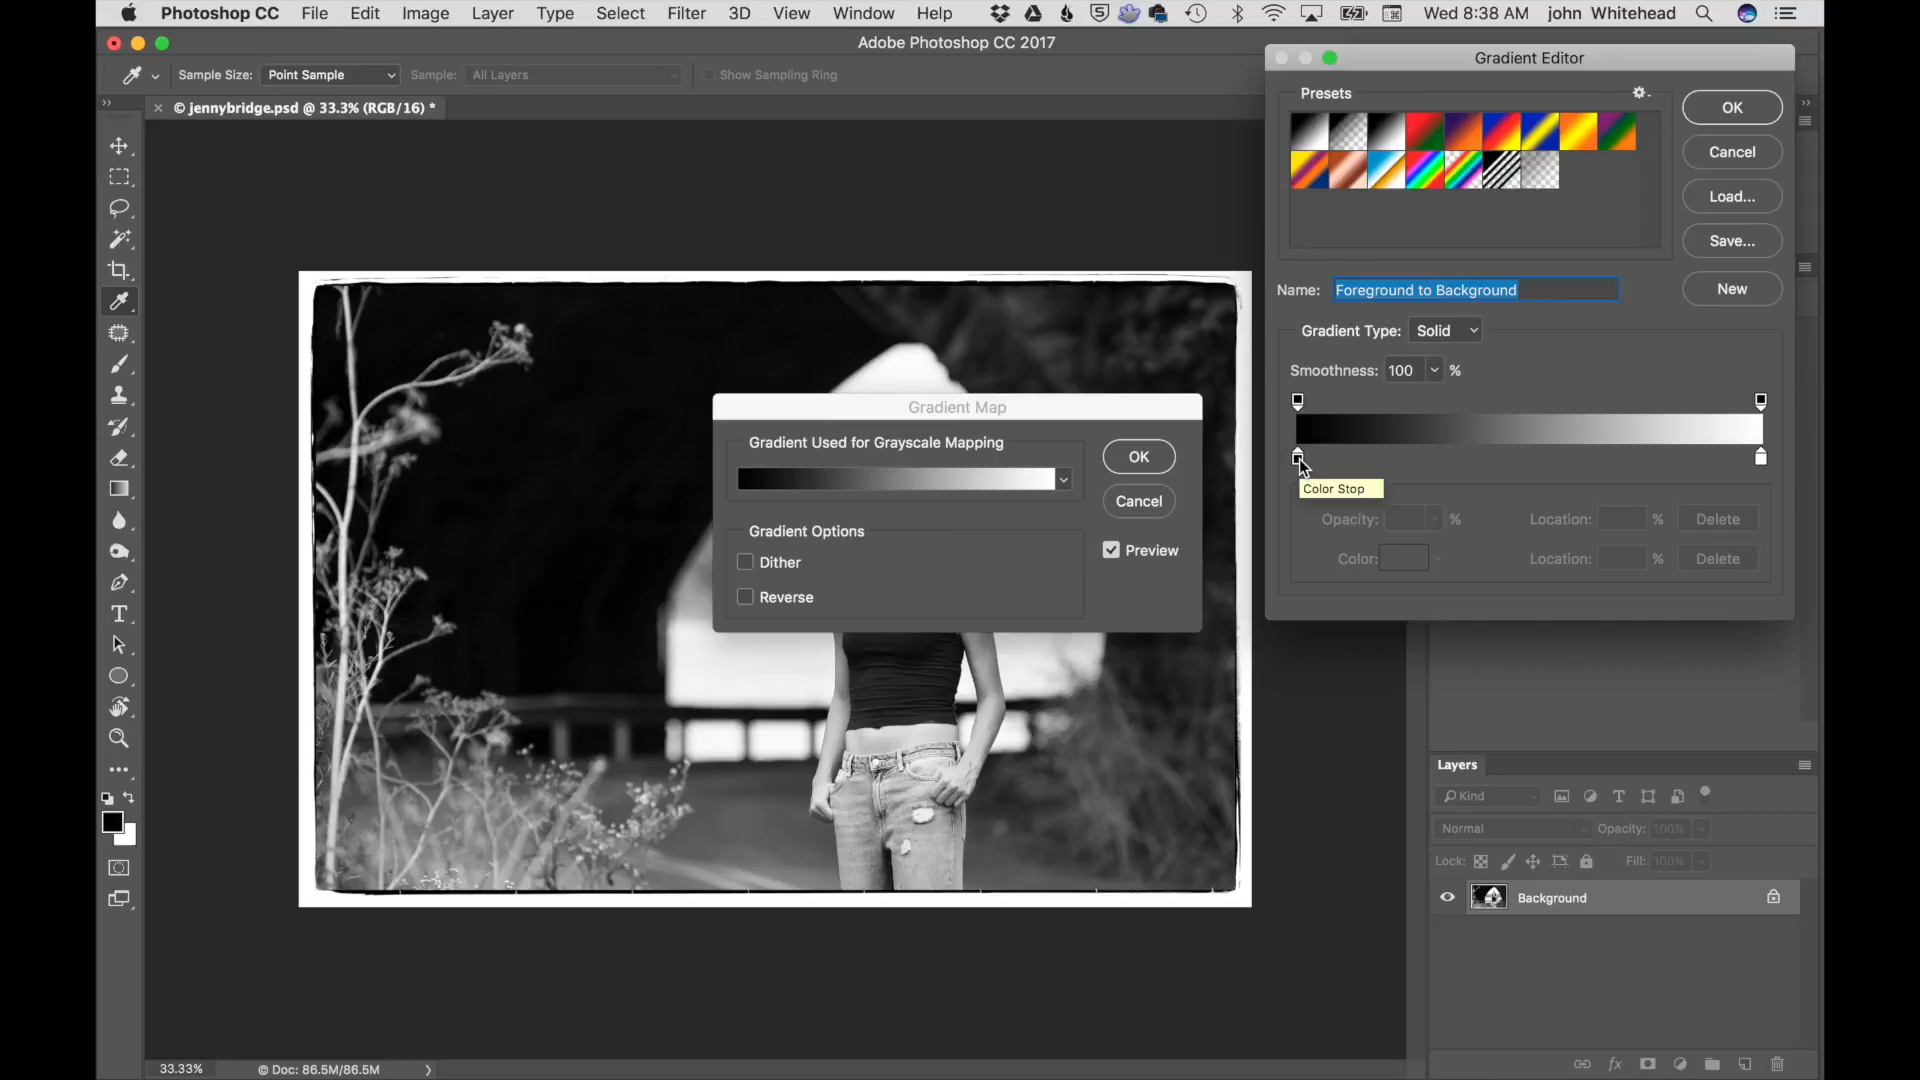 Photoshop CC File Edit Image Layer Type Select Filter 3D View Window Help Wed 8:38 AM john Whitehead
Adobe Photoshop CC 2017
Sample Size: Point Sample Sample: All Layers Show Sampling Ring
© jennybridge.psd @ 33.3% (RGB/16) *
Gradient Editor
Presets
OK
Cancel
Load...
Save...
Name: Foreground to Background
New
Gradient Type: Solid
Smoothness: 100 %
Color Stop
Opacity: % Location: % Delete
Color: Location: % Delete
Gradient Map
Gradient Used for Grayscale Mapping
OK
Cancel
Gradient Options
Dither
Preview
Reverse
Layers
Kind
Normal Opacity: 100%
Lock: Fill: 100%
Background
33.33% © Doc: 86.5M/86.5M